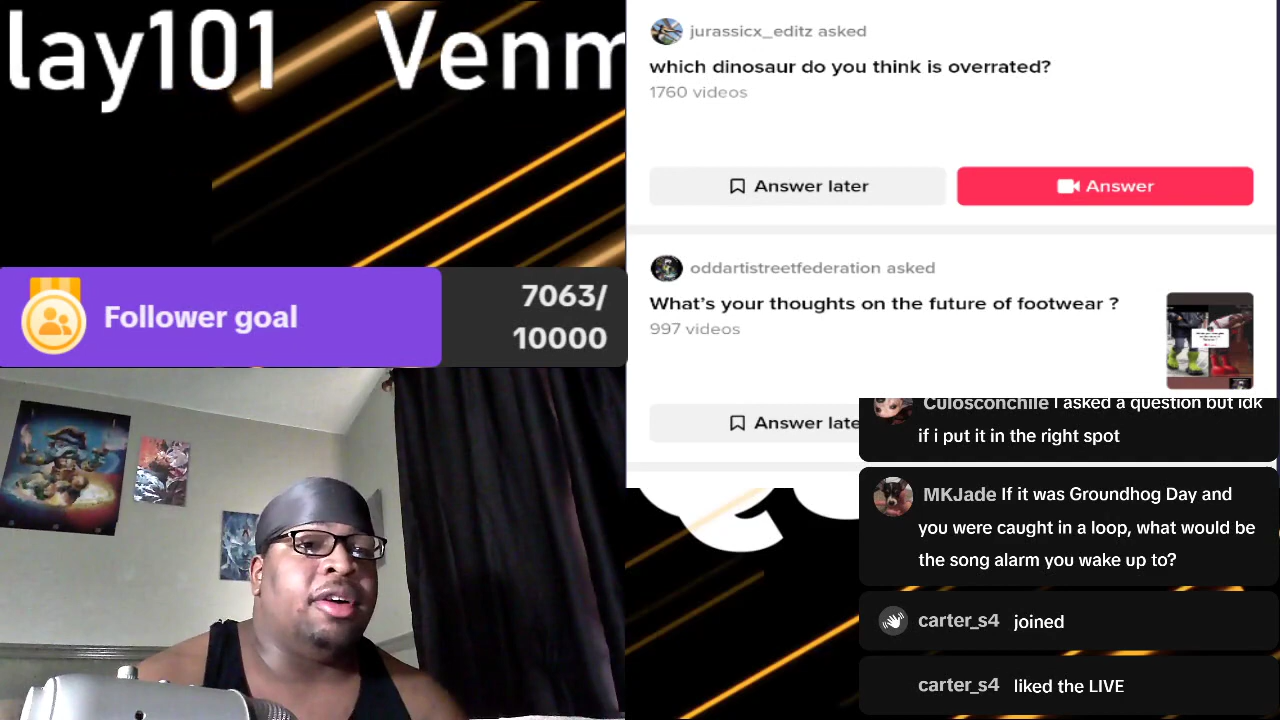 lay101 Venm
jurassicx_editz asked
which dinosaur do you think is overrated?
1760 videos
Answer later
Answer
Follower goal
7063/
10000
oddartistreetfederation asked
What's your thoughts on the future of footwear ?
997 videos
Answer late
Culosconchile I asked a question but idk
if i put it in the right spot
MKJade If it was Groundhog Day and
you were caught in a loop, what would be
the song alarm you wake up to?
carter_s4 joined
carter_s4 liked the LIVE